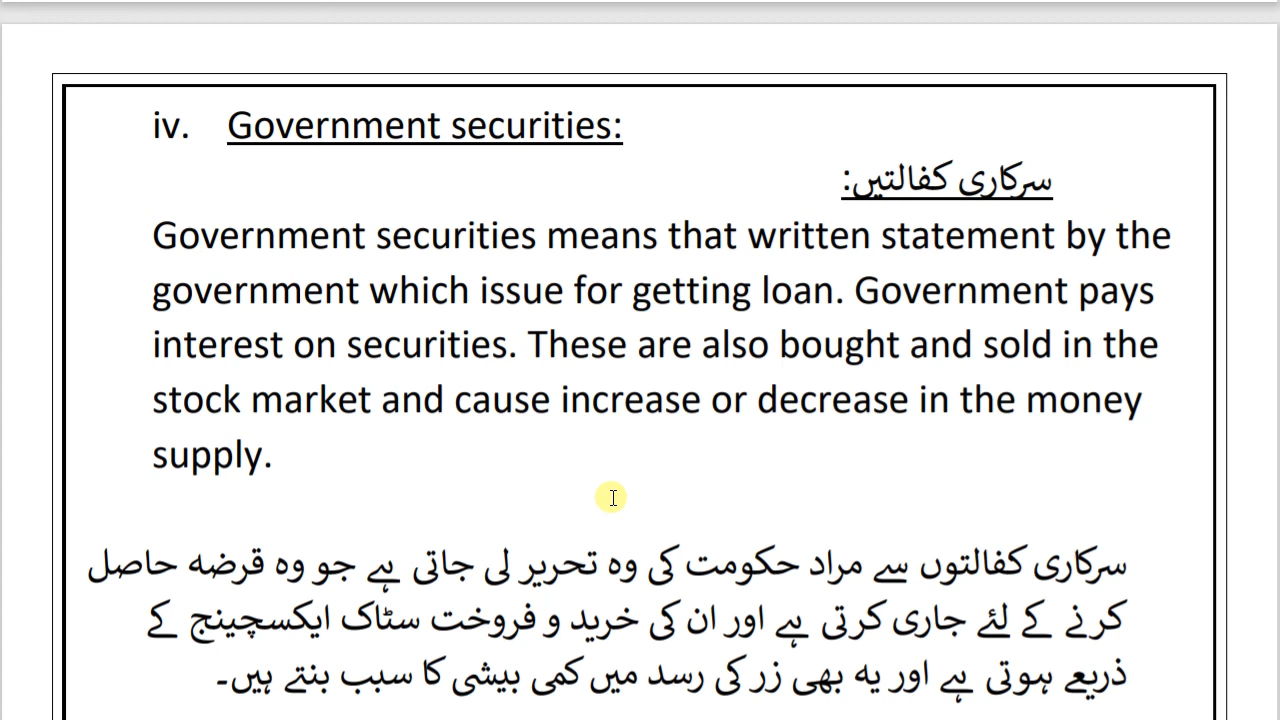 iv. Government securities:
سرکاری کفالتیں:
Government securities means that written statement by the
government which issue for getting loan. Government pays
interest on securities. These are also bought and sold in the
stock market and cause increase or decrease in the money
supply.
سرکاری کفالتوں سے مراد حکومت کی وہ تحریر لی جاتی ہے جو وہ قرضہ حاصل
کرنے کے لئے جاری کرتی ہے اور ان کی خرید و فروخت سٹاک ایکسچینج کے
ذریعے ہوتی ہے اور یہ بھی زر کی رسد میں کمی بیشی کا سبب بنتے ہیں۔